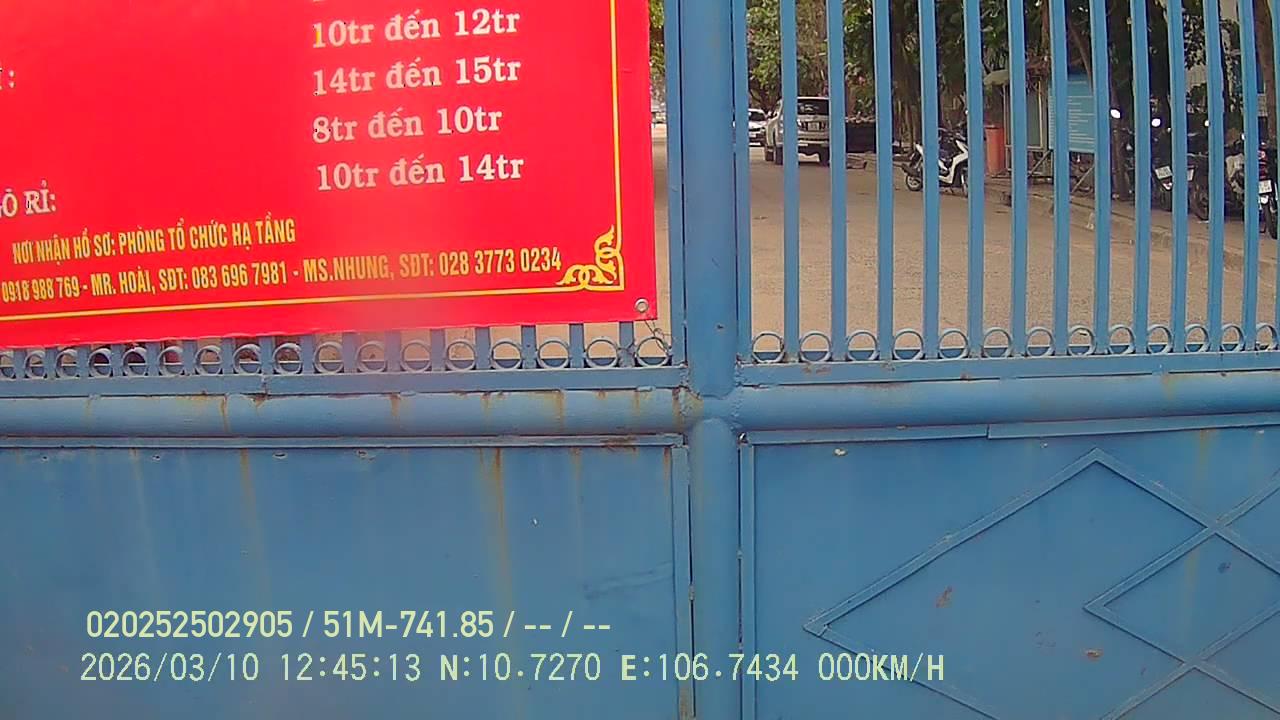 10tr đến 12tr
14tr đến 15tr
8tr đến 10tr
10tr đến 14tr
RỈ:
NƠI NHẬN HỒ SƠ: PHÒNG TỔ CHỨC HẠ TẦNG
0918 988 769 - MR. HOÀI, SĐT: 083 696 7981 - MS.NHUNG, SĐT: 028 3773 0234
020252502905 / 51M-741.85 / -- / --
2026/03/10 12:45:13 N:10.7270 E:106.7434 000KM/H